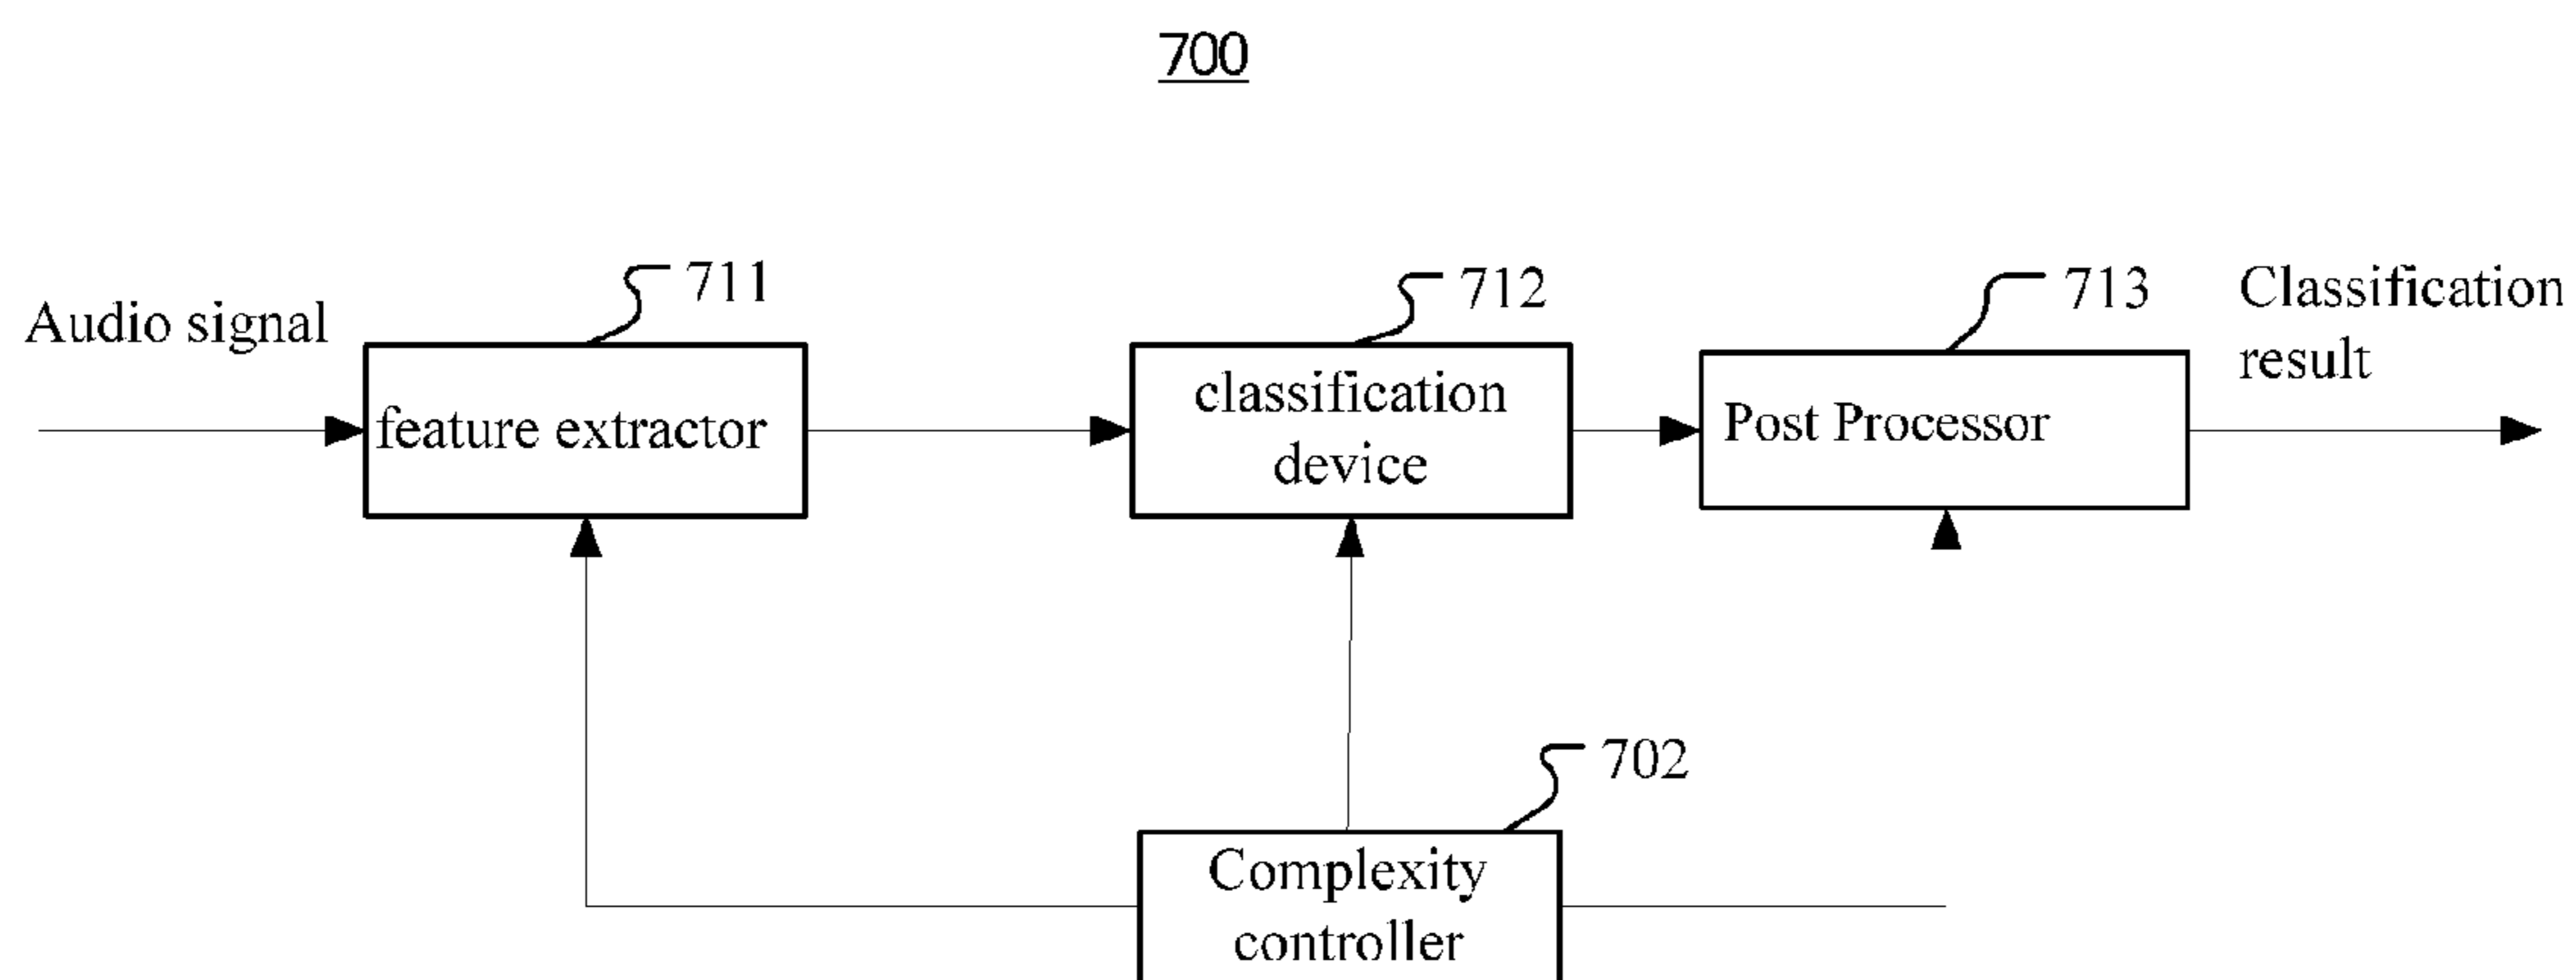 700
711
712
713
Audio signal
Classification
result
feature extractor
classification
device
Post Processor
702
Complexity
controller